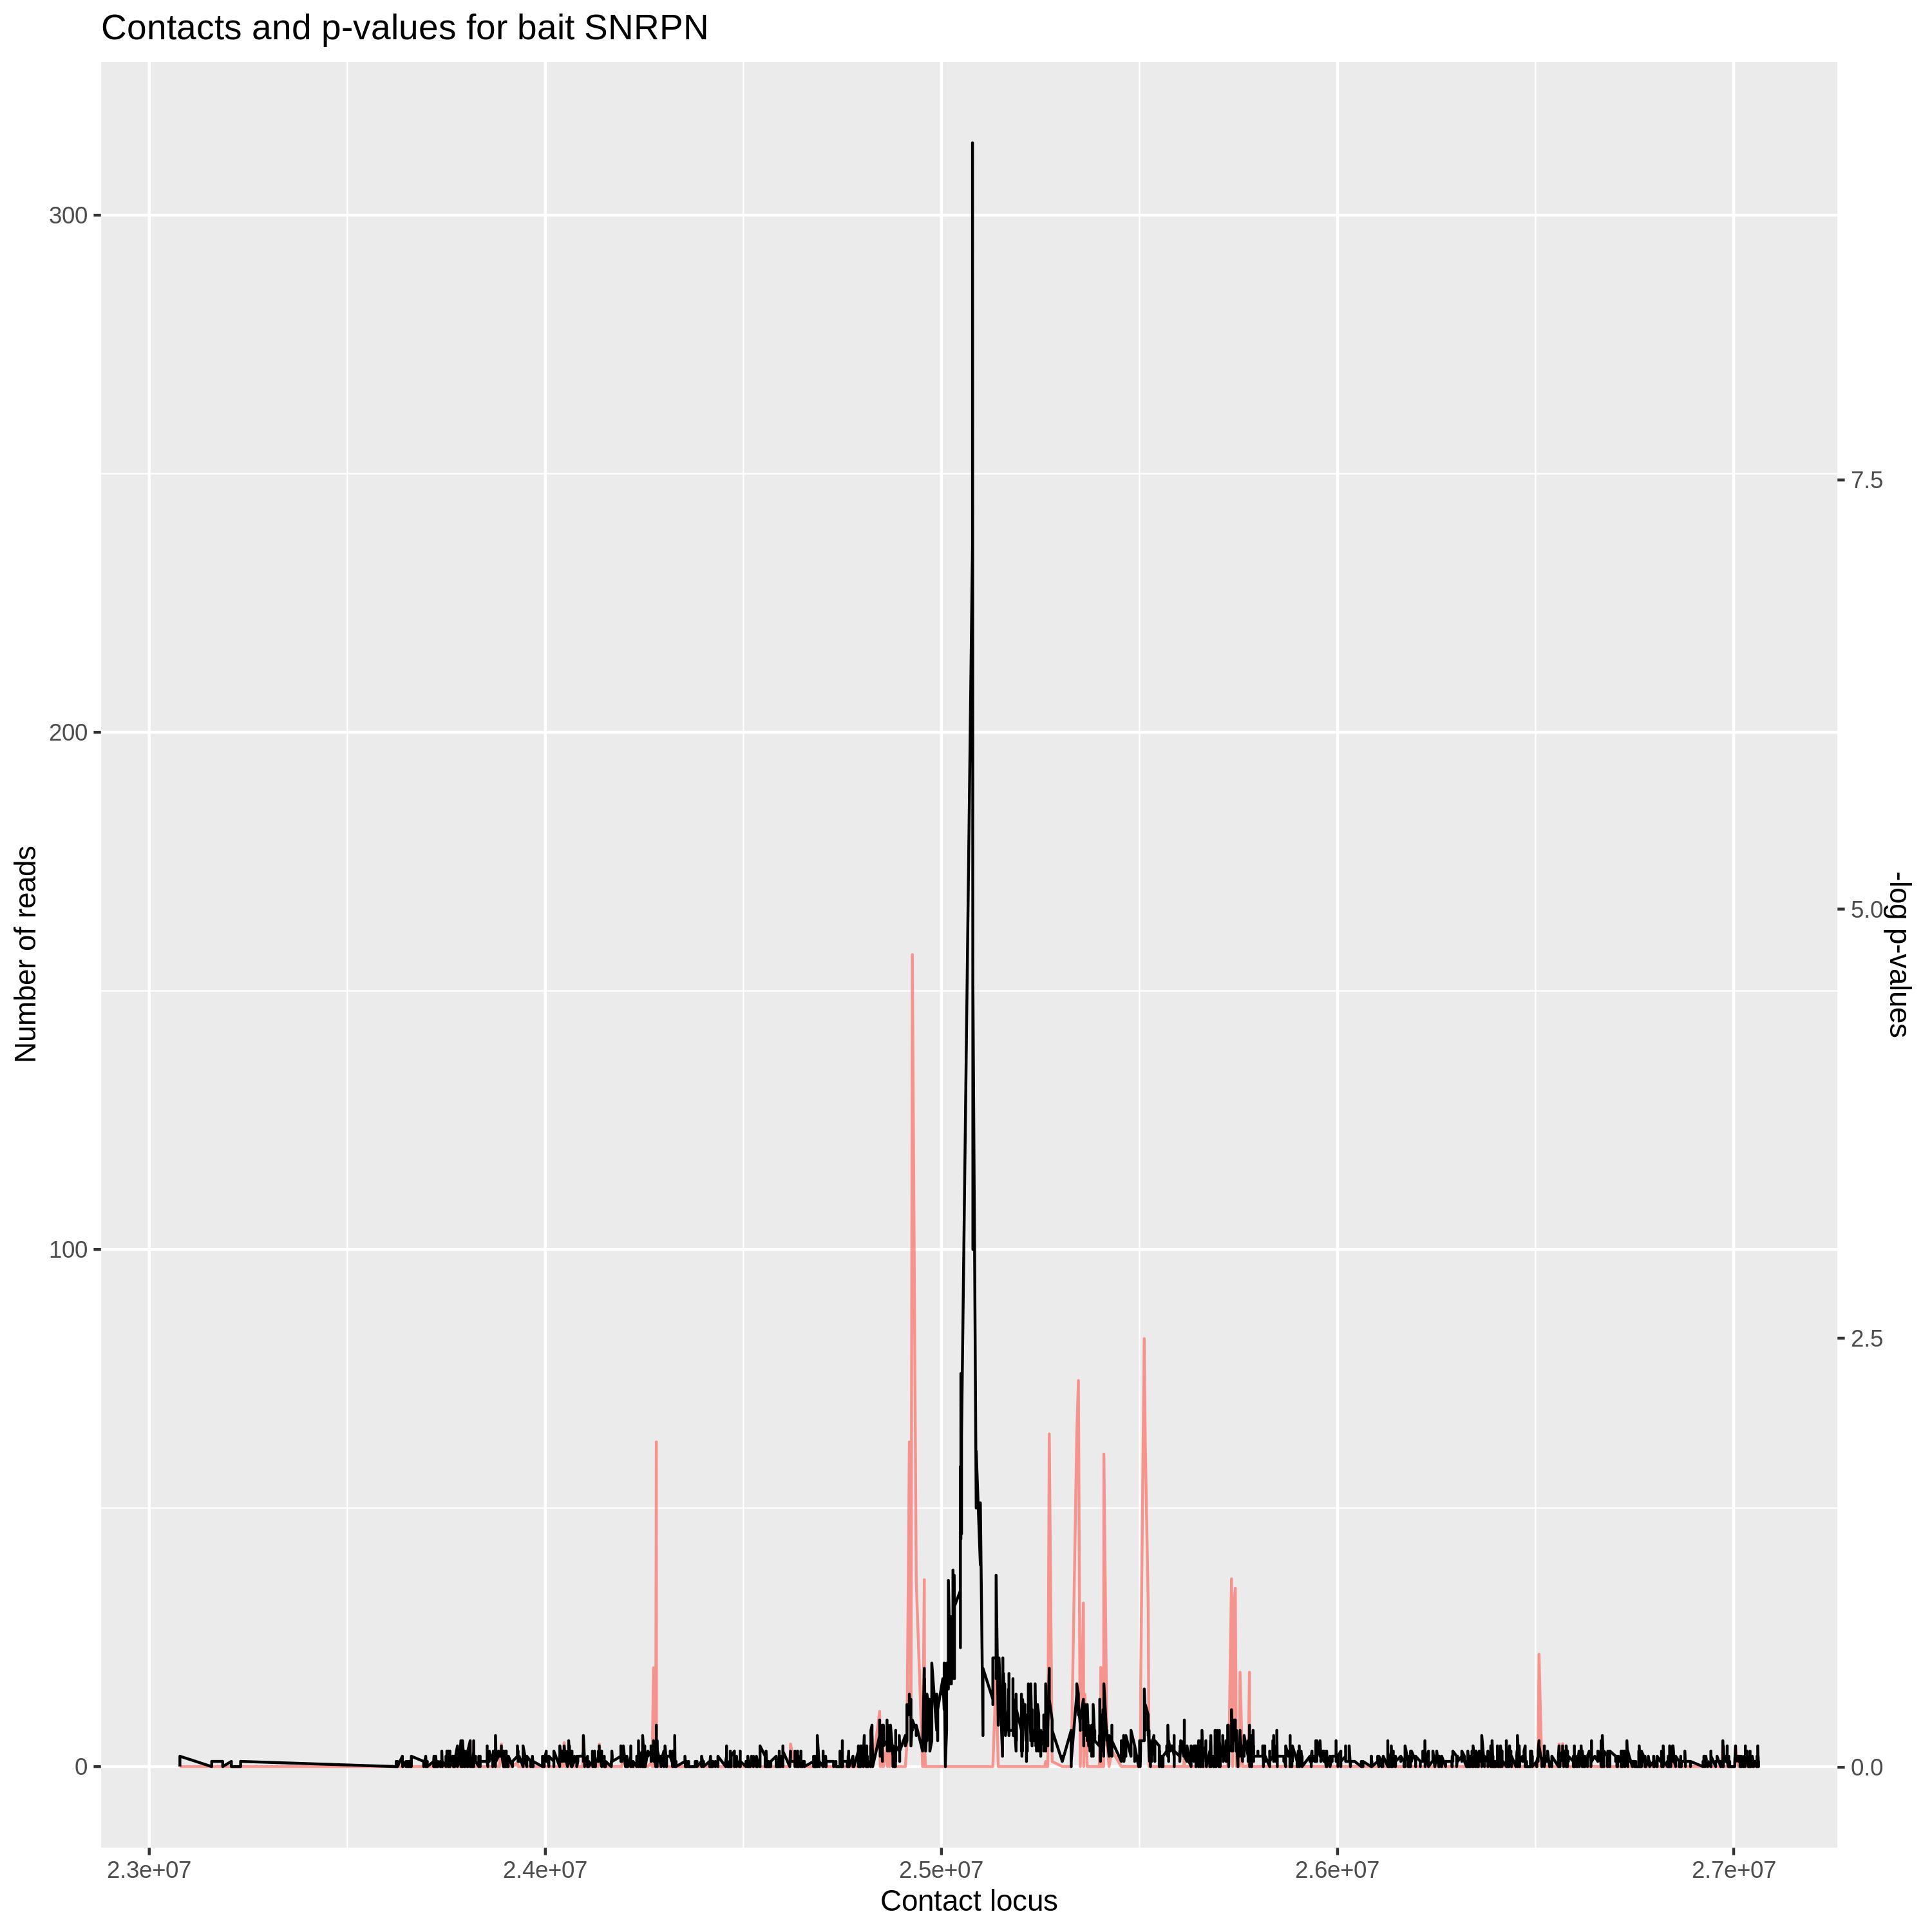 Contacts and p-values for bait SNRPN
300
200
100
0
Number of reads
7.5
5.0
2.5
0.0
-log p-values
2.3e+07 2.4e+07 2.5e+07 2.6e+07 2.7e+07
Contact locus